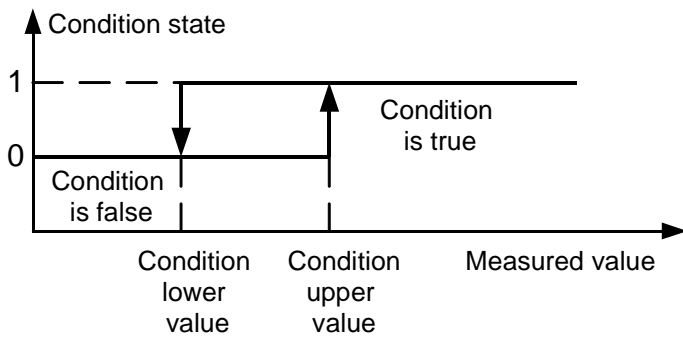 Condition state
1
Condition
is true
0
Condition
is false
Condition
lower
value
Condition
upper
value
Measured value